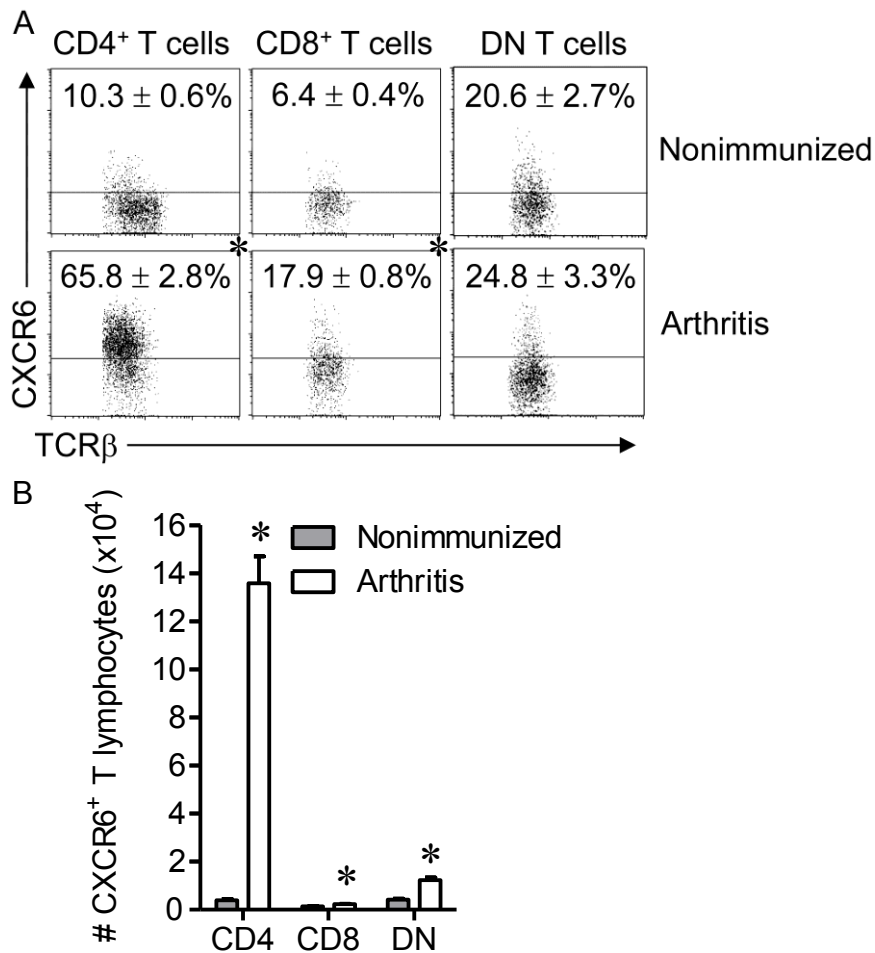 A
CD4⁺ T cells CD8⁺ T cells DN T cells
10.3 ± 0.6% 6.4 ± 0.4% 20.6 ± 2.7%
Nonimmunized
* *
65.8 ± 2.8% 17.9 ± 0.8% 24.8 ± 3.3%
Arthritis
CXCR6
TCRβ
B
# CXCR6⁺ T lymphocytes (x10⁴)
16
14
12
10
8
6
4
2
0
* * *
Nonimmunized
Arthritis
CD4 CD8 DN